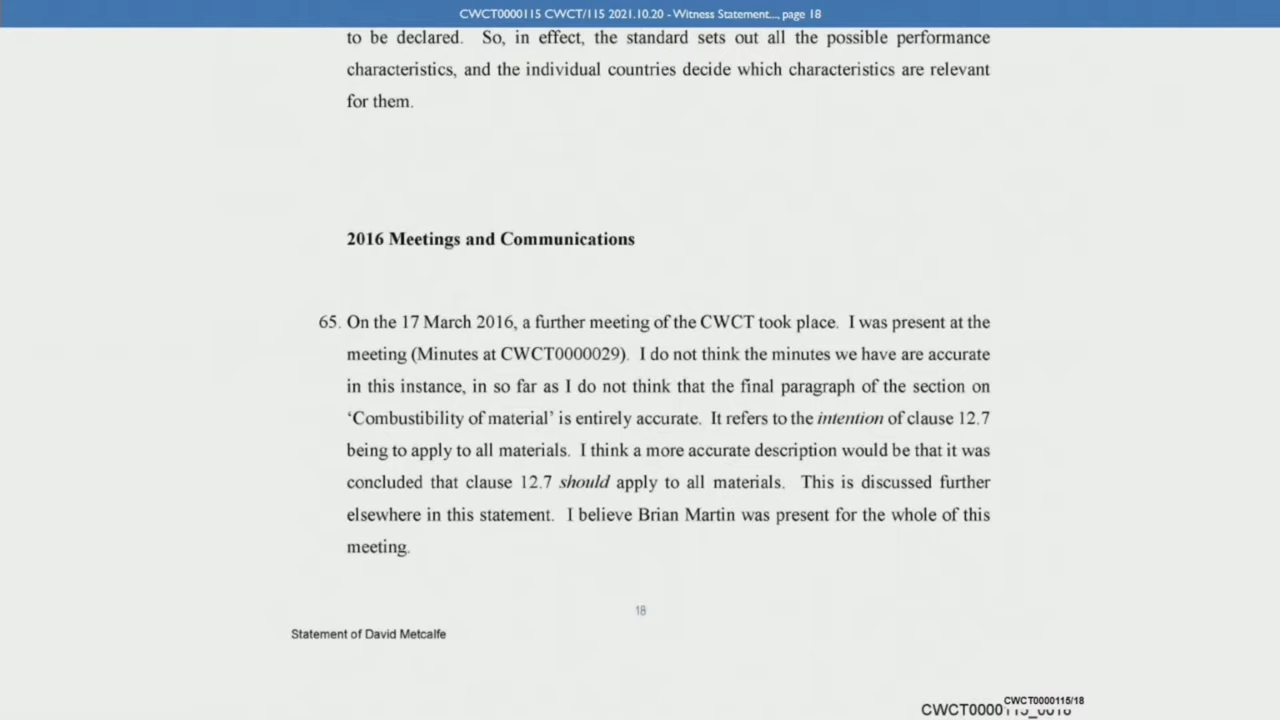 CWCT0000115 CWCT/115 2021.10.20 - Witness Statement..., page 18
to be declared. So, in effect, the standard sets out all the possible performance
characteristics, and the individual countries decide which characteristics are relevant
for them.
2016 Meetings and Communications
65. On the 17 March 2016, a further meeting of the CWCT took place. I was present at the
meeting (Minutes at CWCT0000029). I do not think the minutes we have are accurate
in this instance, in so far as I do not think that the final paragraph of the section on
‘Combustibility of material’ is entirely accurate. It refers to the intention of clause 12.7
being to apply to all materials. I think a more accurate description would be that it was
concluded that clause 12.7 should apply to all materials. This is discussed further
elsewhere in this statement. I believe Brian Martin was present for the whole of this
meeting.
18
Statement of David Metcalfe
CWCT0000115/18